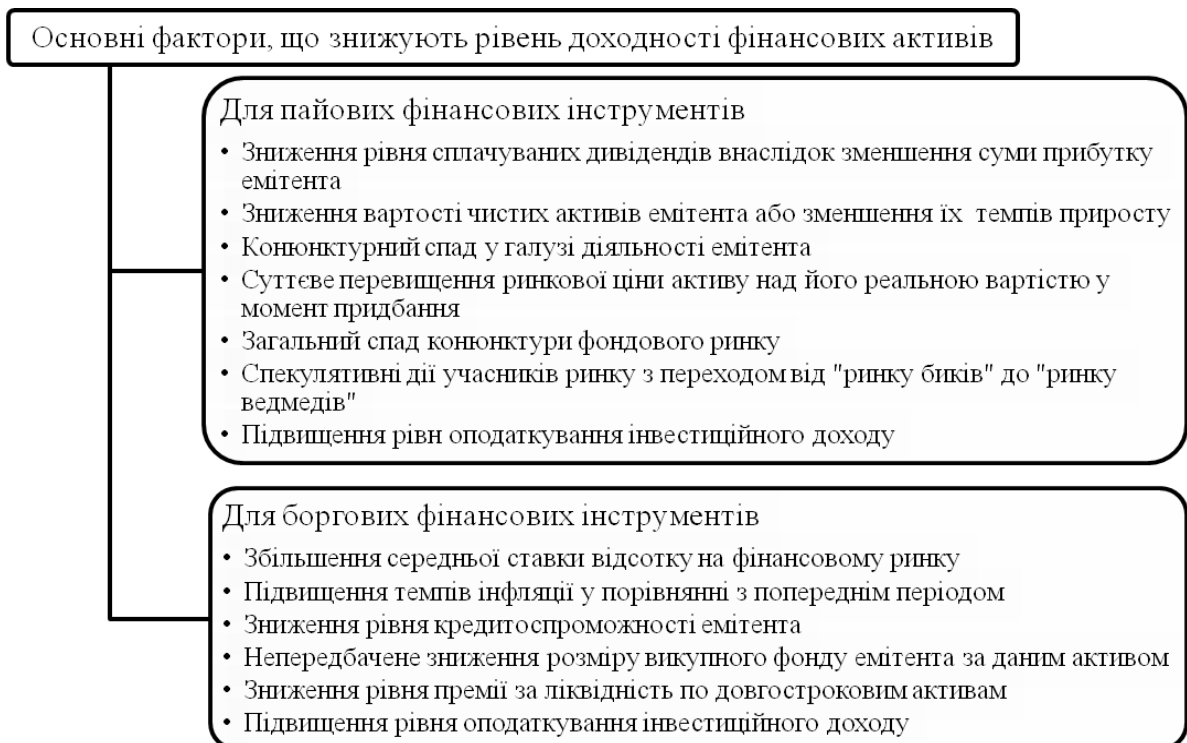 Основні фактори, що знижують рівень доходності фінансових активів
Для пайових фінансових інструментів
• Зниження рівня сплачуваних дивідендів внаслідок зменшення суми прибутку
емітента
• Зниження вартості чистих активів емітента або зменшення їх темпів приросту
• Конюнктурний спад у галузі діяльності емітента
• Суттєве перевищення ринкової ціни активу над його реальною вартістю у
момент придбання
• Загальний спад конюнктури фондового ринку
• Спекулятивні дії учасників ринку з переходом від "ринку биків" до "ринку
ведмедів"
• Підвищення рівн оподаткування інвестиційного доходу
Для боргових фінансових інструментів
• Збільшення середньої ставки відсотку на фінансовому ринку
• Підвищення темпів інфляції у порівнянні з попереднім періодом
• Зниження рівня кредитоспроможності емітента
• Непередбачене зниження розміру викупного фонду емітента за даним активом
• Зниження рівня премії за ліквідність по довгостроковим активам
• Підвищення рівня оподаткування інвестиційного доходу